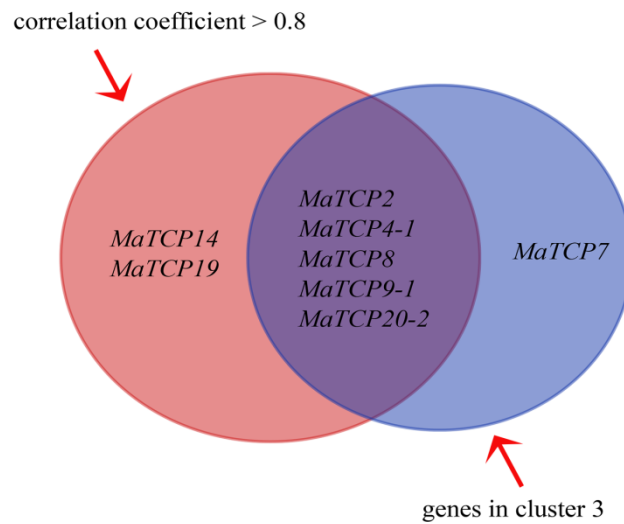 correlation coefficient > 0.8
MaTCP14
MaTCP19
MaTCP2
MaTCP4-1
MaTCP8
MaTCP9-1
MaTCP20-2
MaTCP7
genes in cluster 3